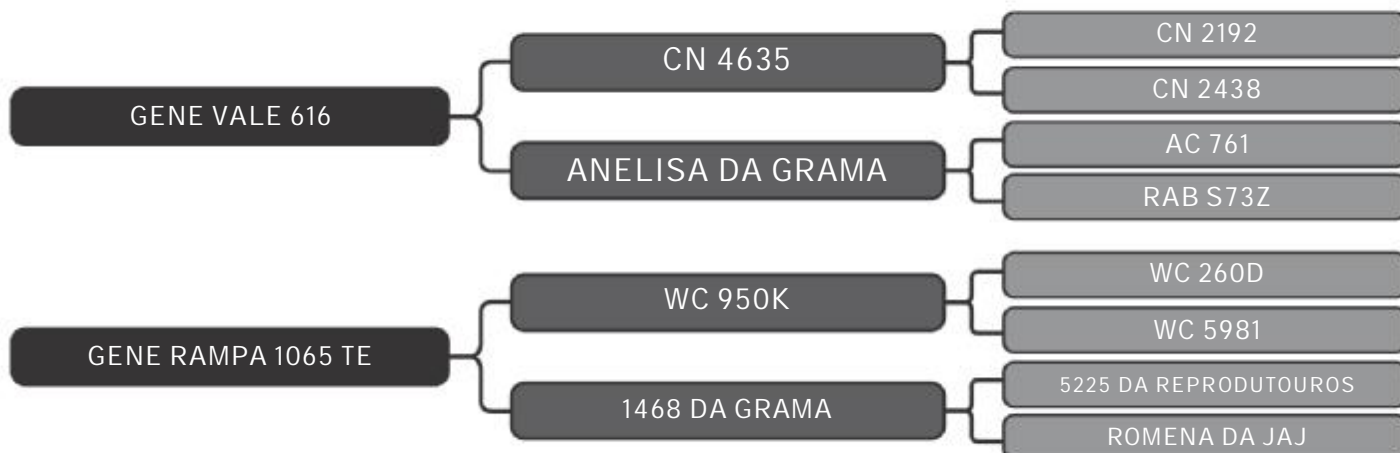 GENE VALE 616
CN 4635
CN 2192
CN 2438
ANELISA DA GRAMA
AC 761
RAB S73Z
GENE RAMPA 1065 TE
WC 950K
WC 260D
WC 5981
1468 DA GRAMA
5225 DA REPRODUTOUROS
ROMENA DA JAJ